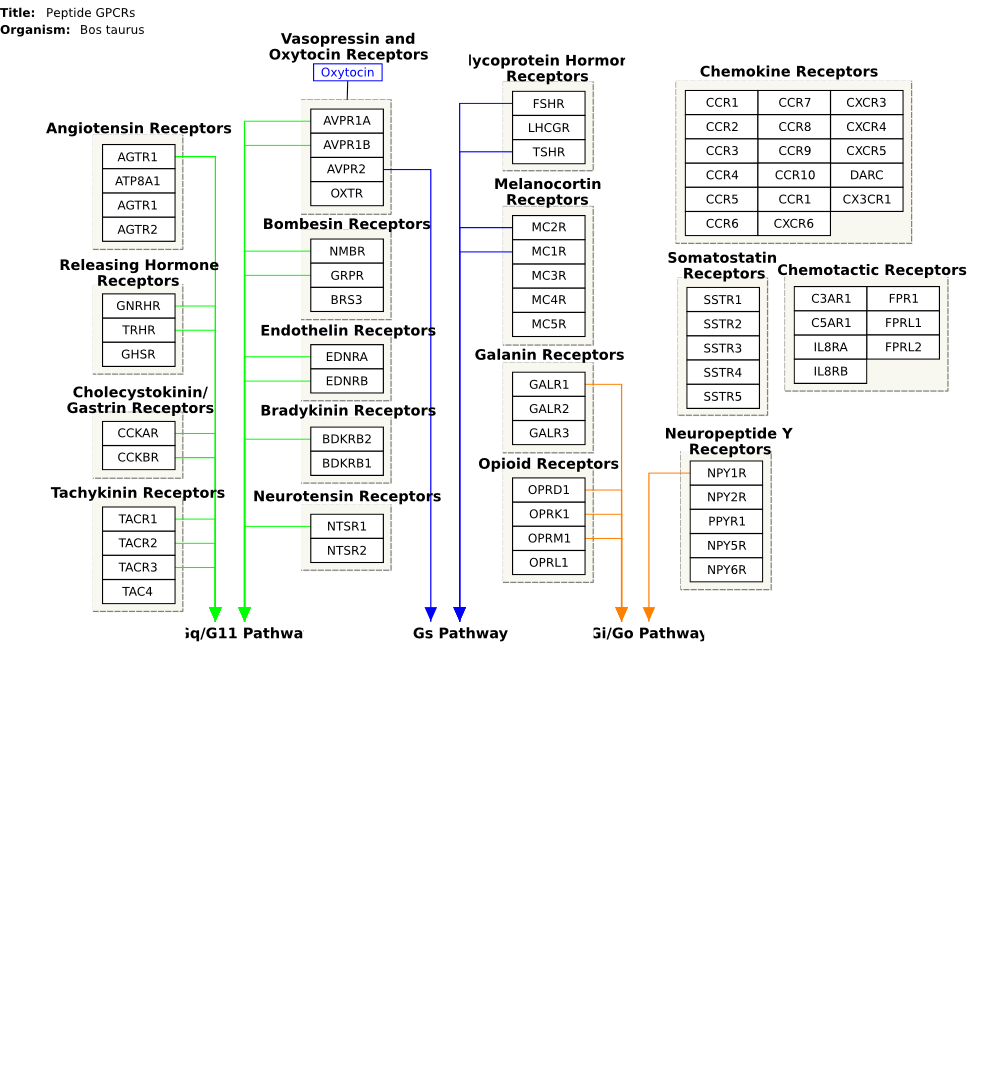 Title: Peptide GPCRs
Organism: Bos taurus
Vasopressin and
Oxytocin Receptors
Oxytocin
AVPR1A
AVPR1B
AVPR2
OXTR
Angiotensin Receptors
AGTR1
ATP8A1
AGTR1
AGTR2
Releasing Hormone
Receptors
GNRHR
TRHR
GHSR
Cholecystokinin/
Gastrin Receptors
CCKAR
CCKBR
Tachykinin Receptors
TACR1
TACR2
TACR3
TAC4
Bombesin Receptors
NMBR
GRPR
BRS3
Endothelin Receptors
EDNRA
EDNRB
Bradykinin Receptors
BDKRB2
BDKRB1
Neurotensin Receptors
NTSR1
NTSR2
lycoprotein Hormor
Receptors
FSHR
LHCGR
TSHR
Melanocortin
Receptors
MC2R
MC1R
MC3R
MC4R
MC5R
Galanin Receptors
GALR1
GALR2
GALR3
Opioid Receptors
OPRD1
OPRK1
OPRM1
OPRL1
Chemokine Receptors
CCR1 CCR7 CXCR3
CCR2 CCR8 CXCR4
CCR3 CCR9 CXCR5
CCR4 CCR10 DARC
CCR5 CCR1 CX3CR1
CCR6 CXCR6
Somatostatin
Receptors
SSTR1
SSTR2
SSTR3
SSTR4
SSTR5
Chemotactic Receptors
C3AR1 FPR1
C5AR1 FPRL1
IL8RA FPRL2
IL8RB
Neuropeptide Y
Receptors
NPY1R
NPY2R
PPYR1
NPY5R
NPY6R
Gq/G11 Pathwa
Gs Pathway
Gi/Go Pathway